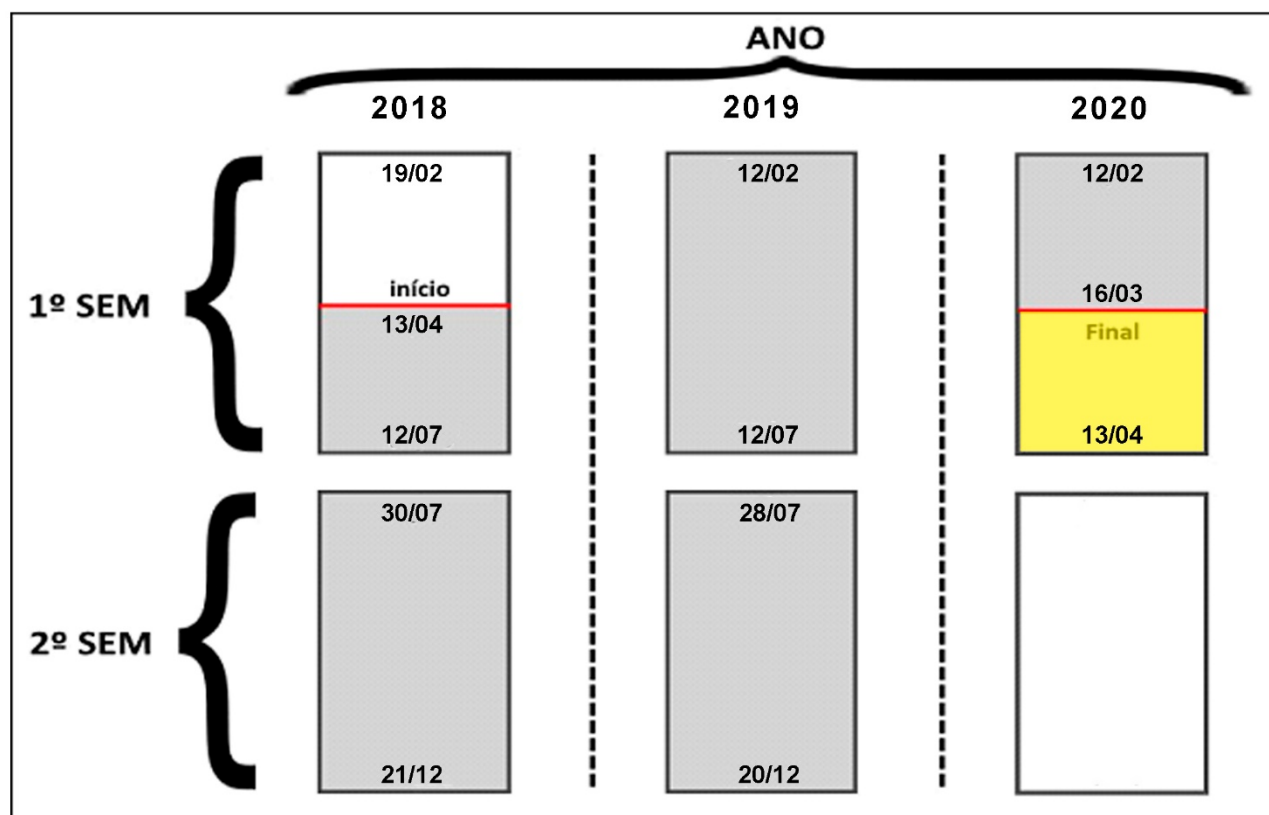 ANO
2018 2019 2020
1º SEM
19/02 12/02 12/02
início
16/03
13/04
Final
12/07 12/07 13/04
2º SEM
30/07 28/07
21/12 20/12